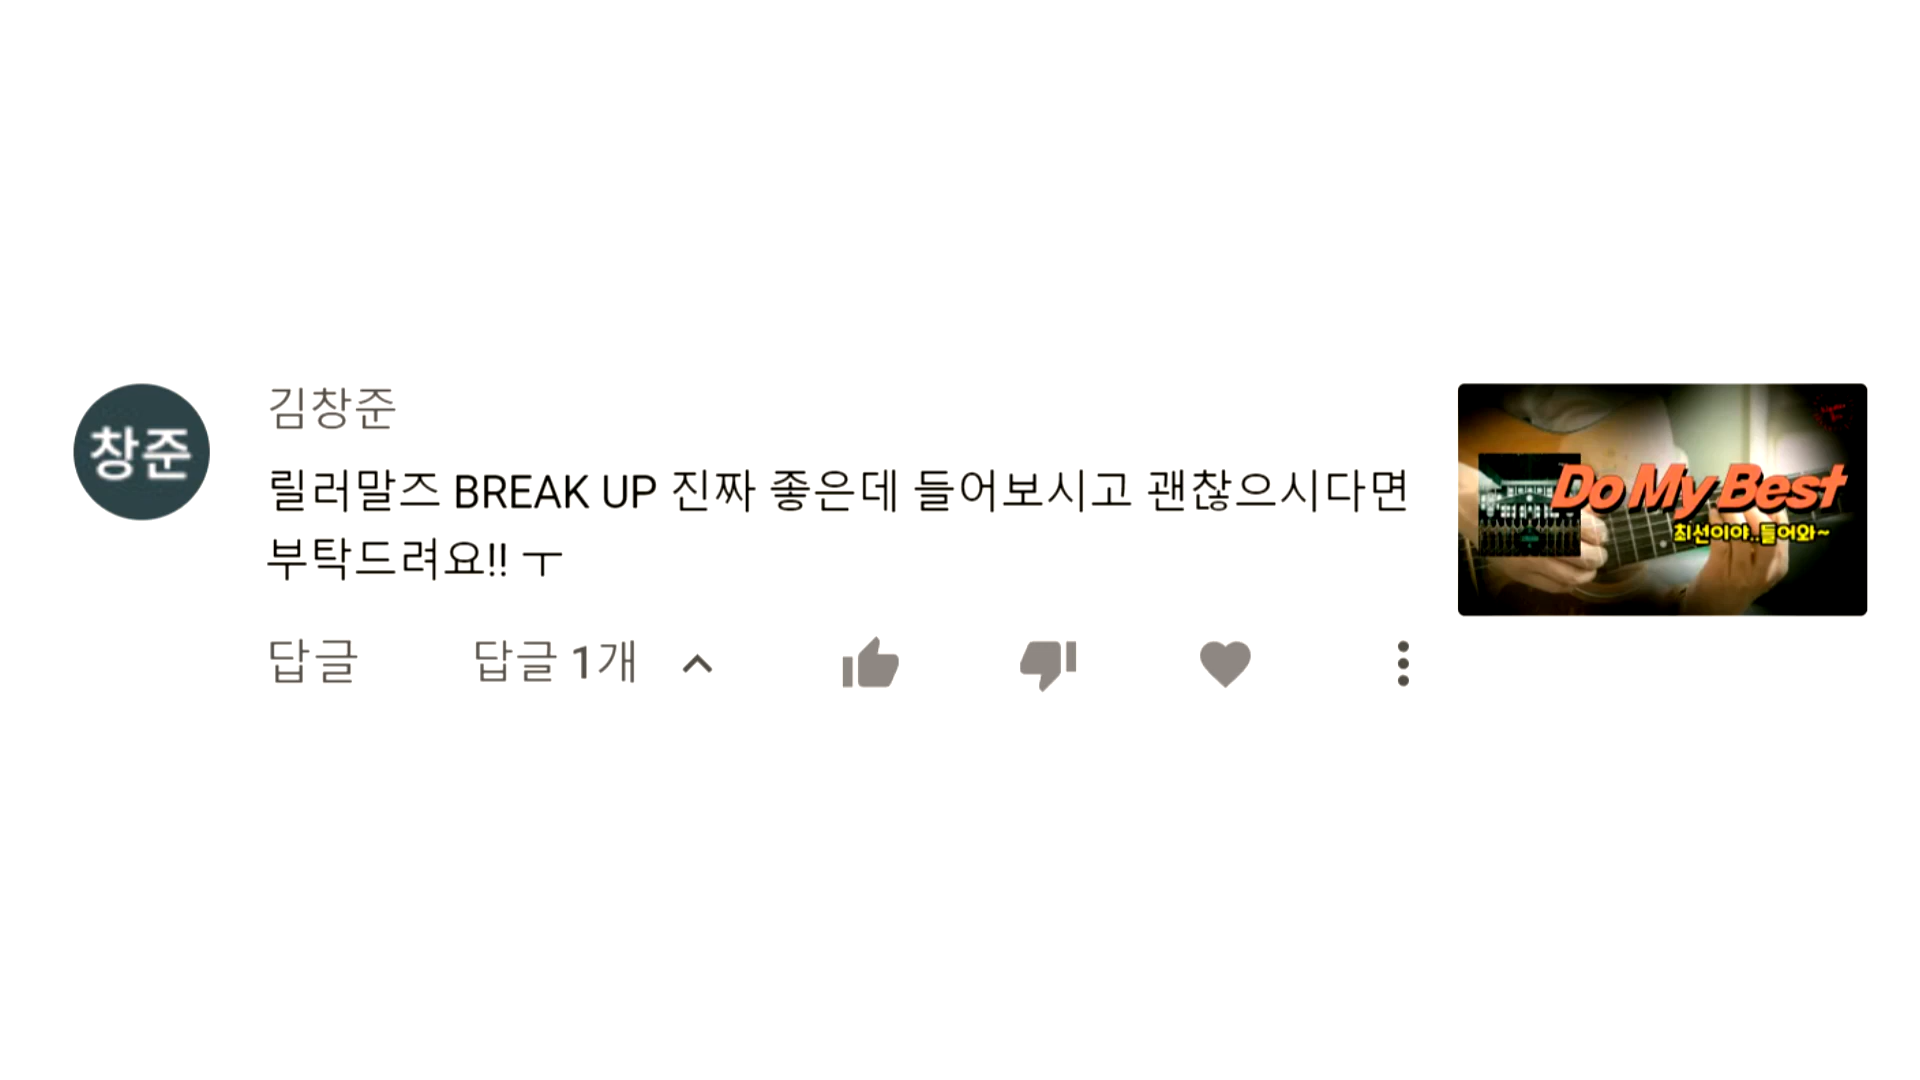 창준
김창준
릴러말즈 BREAK UP 진짜 좋은데 들어보시고 괜찮으시다면
부탁드려요!! ㅜ
답글
답글 1개
Do My Best
최선이야..들어와~